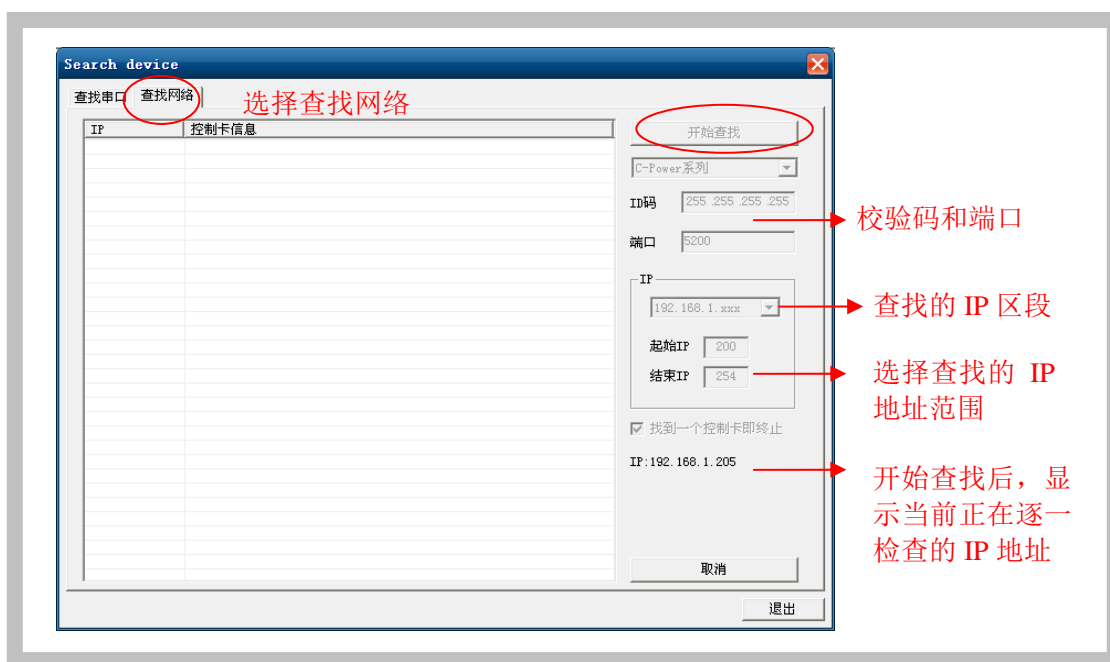 Search device
查找串口 查找网络 选择查找网络
IP 控制卡信息
开始查找
C-Power系列
ID码 255 .255 .255 .255
校验码和端口
端口 5200
IP
192.168.1.xxx
查找的 IP 区段
起始IP 200
结束IP 254
选择查找的 IP
地址范围
找到一个控制卡即终止
IP:192.168.1.205
开始查找后，显
示当前正在逐一
检查的 IP 地址
取消
退出